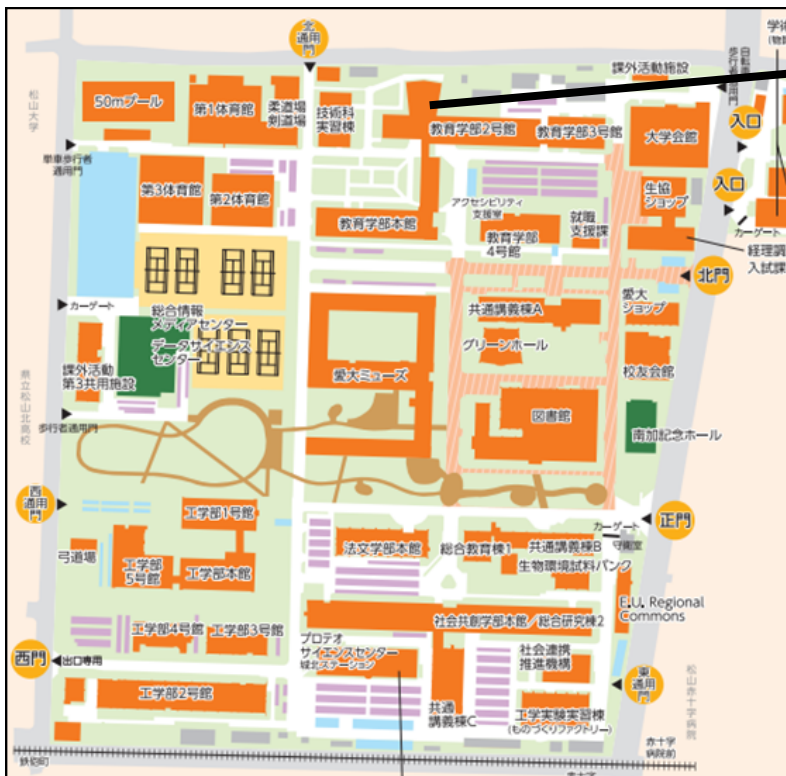 北
通用
門
学術
(物
50mプール
第1体育館
柔道場
剣道場
技術科
実習棟
課外活動施設
自転車
歩行者通用門
松山大学
教育学部2号館
教育学部3号館
大学会館
入口
単車歩行者
通用門
第3体育館
第2体育館
アクセシビリティ
支援室
教育学部本館
教育学部
4号館
就職
支援課
生協
ショップ
入口
カーゲート
経理調
入試課
北門
カーゲート
総合情報
メディアセンター
データサイエンス
センター
共通講義棟A
愛大
ショップ
グリーンホール
校友会館
課外活動
第3共用施設
愛大ミューズ
県立松山北高校
図書館
歩行者通用門
南加記念ホール
西
通用
門
工学部1号館
カーゲート
守衛室
正門
弓道場
工学部
5号館
工学部本館
法文学部本館
総合教育棟1
共通講義棟B
生物環境試料バンク
E.U. Regional
Commons
工学部4号館
工学部3号館
社会共創学部本館/総合研究棟2
プロテオ
サイエンスセンター
城北ステーション
社会連携
推進機構
西門
出口専用
東
通用
門
松山赤十字病院
工学部2号館
共通
講義棟C
工学実験実習棟
(ものづくりファクトリー)
赤十字
病院前
鉄砲町
赤十字